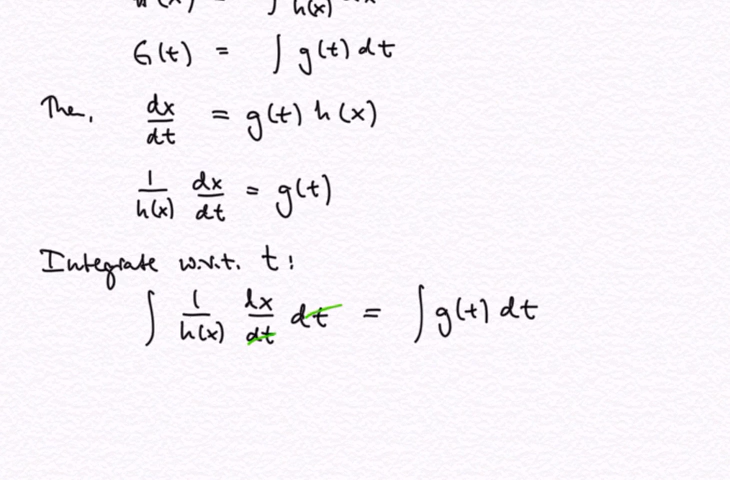 G(t) = ∫ g(t) dt
Then, dx/dt = g(t) h(x)
1/h(x) dx/dt = g(t)
Integrate w.r.t. t:
∫ 1/h(x) dx/dt dt = ∫ g(t) dt